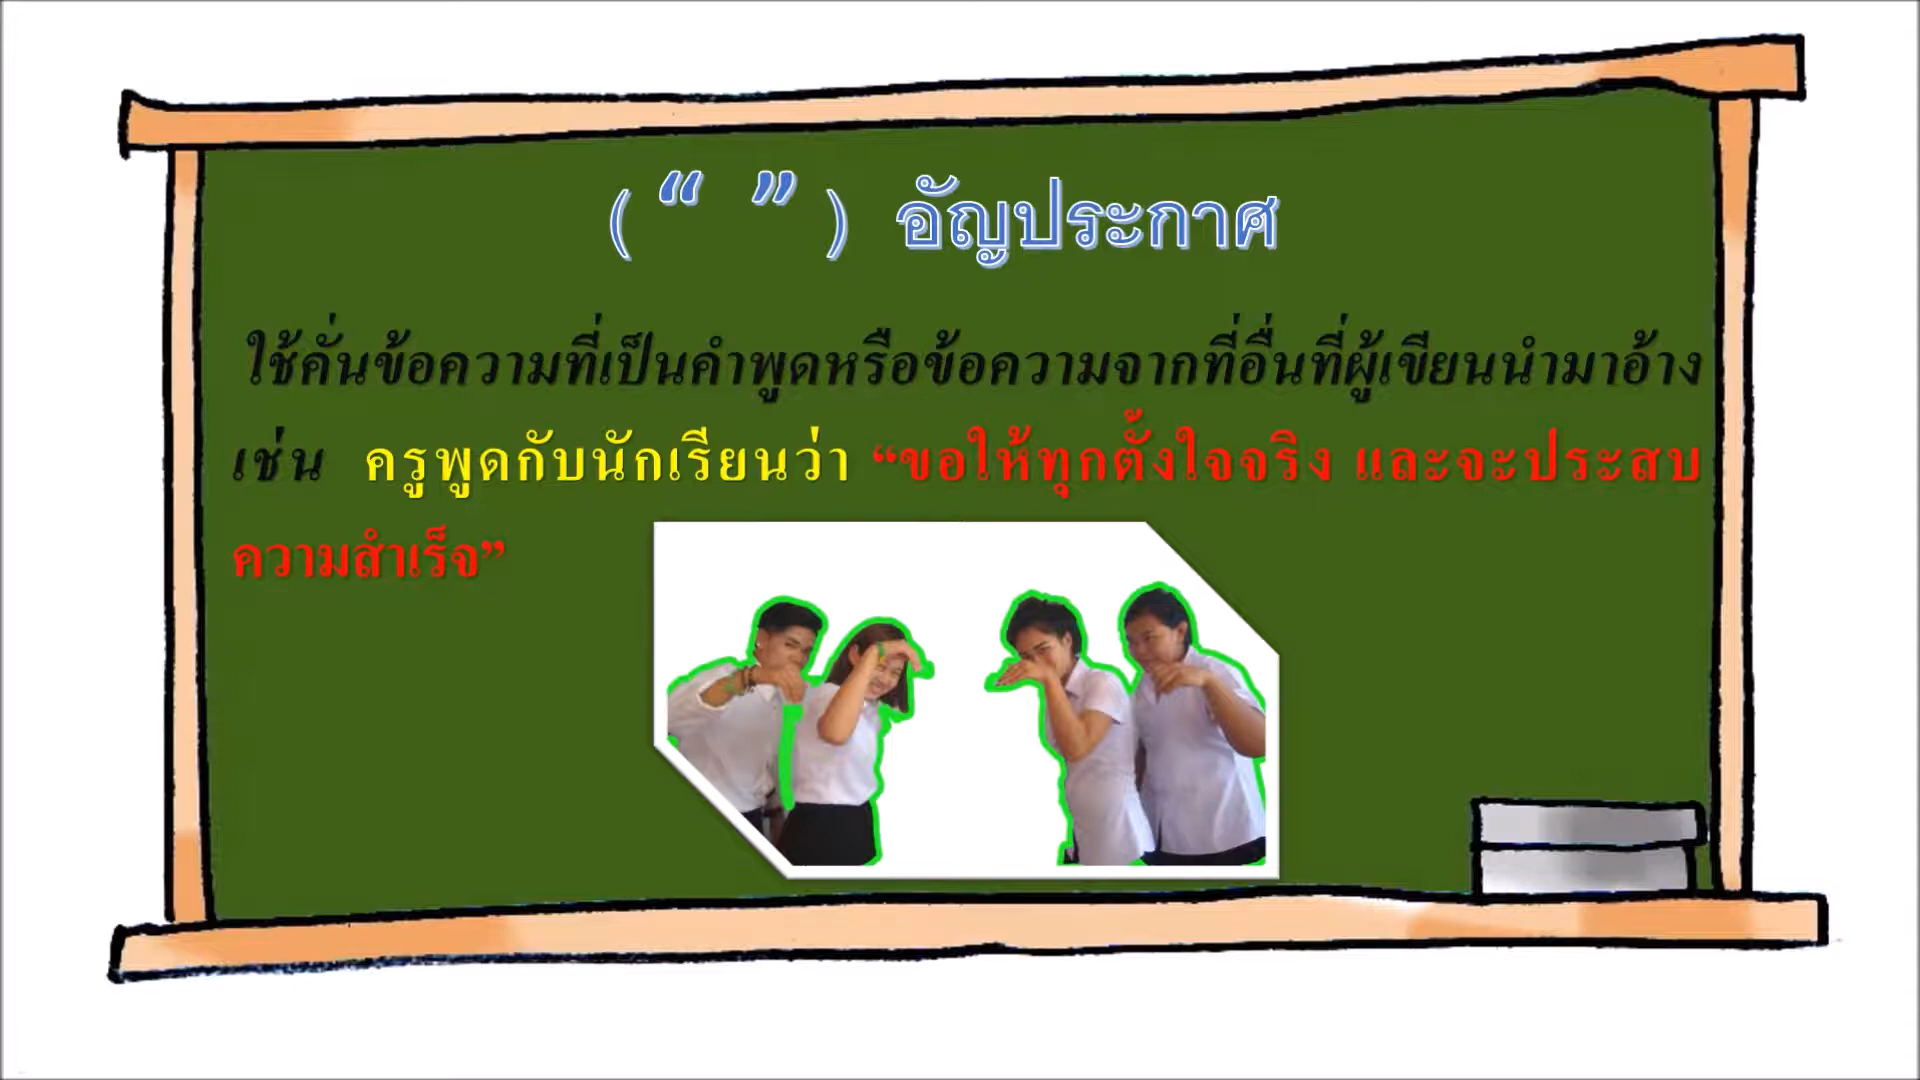 (“ ”) อัญประกาศ
ใช้คั่นข้อความที่เป็นคำพูดหรือข้อความจากที่อื่นที่ผู้เขียนนำมาอ้าง
เช่น ครูพูดกับนักเรียนว่า “ขอให้ทุกตั้งใจจริง และจะประสบ
ความสำเร็จ”